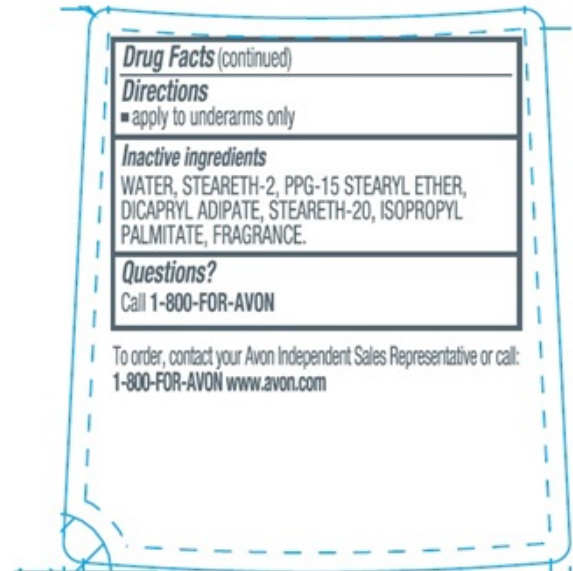 Drug Facts (continued)
Directions
▪ apply to underarms only
Inactive ingredients
WATER, STEARETH-2, PPG-15 STEARYL ETHER,
DICAPRYL ADIPATE, STEARETH-20, ISOPROPYL
PALMITATE, FRAGRANCE.
Questions?
Call 1-800-FOR-AVON
To order, contact your Avon Independent Sales Representative or call:
1-800-FOR-AVON www.avon.com